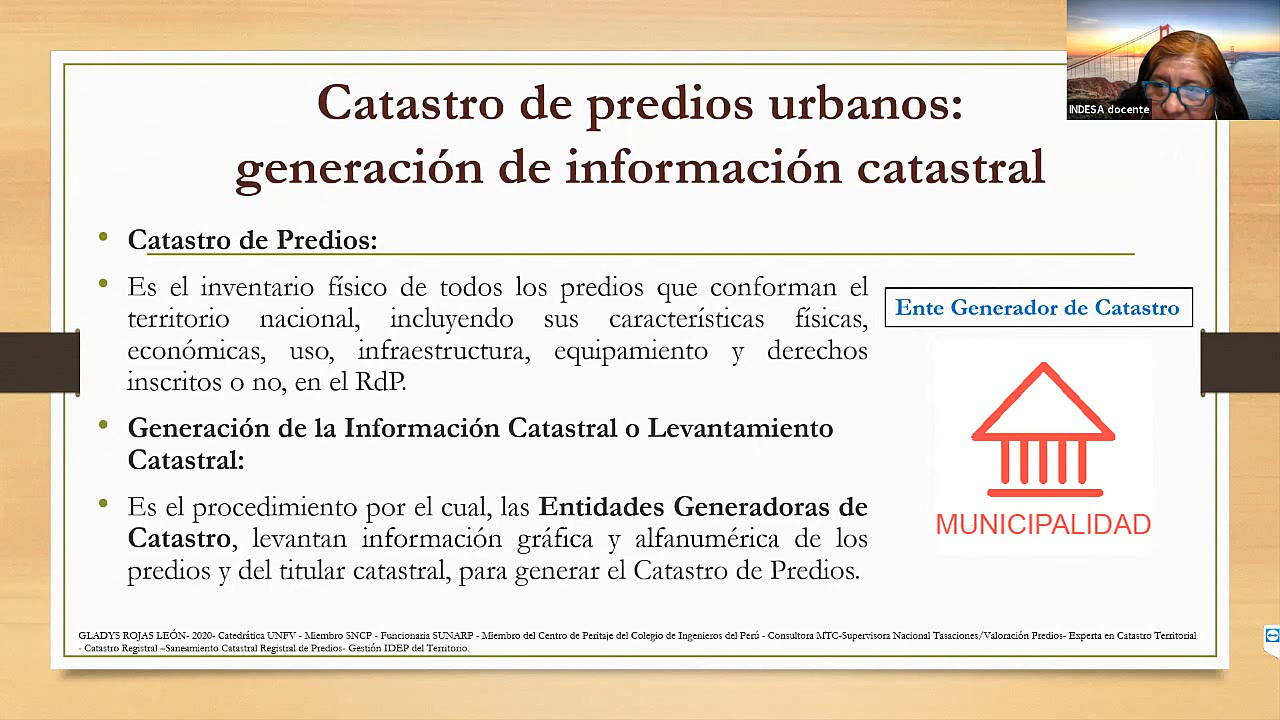 INDESA docente
Catastro de predios urbanos:
generación de información catastral
• Catastro de Predios:
• Es el inventario físico de todos los predios que conforman el
territorio nacional, incluyendo sus características físicas,
económicas, uso, infraestructura, equipamiento y derechos
inscritos o no, en el RdP.
• Generación de la Información Catastral o Levantamiento
Catastral:
• Es el procedimiento por el cual, las Entidades Generadoras de
Catastro, levantan información gráfica y alfanumérica de los
predios y del titular catastral, para generar el Catastro de Predios.
Ente Generador de Catastro
MUNICIPALIDAD
GLADYS ROJAS LEÓN- 2020- Catedrática UNFV - Miembro SNCP - Funcionaria SUNARP - Miembro del Centro de Peritaje del Colegio de Ingenieros del Perú - Consultora MTC-Supervisora Nacional Tasaciones/Valoración Predios- Experta en Catastro Territorial
- Catastro Registral –Saneamiento Catastral Registral de Predios- Gestión IDEP del Territorio.